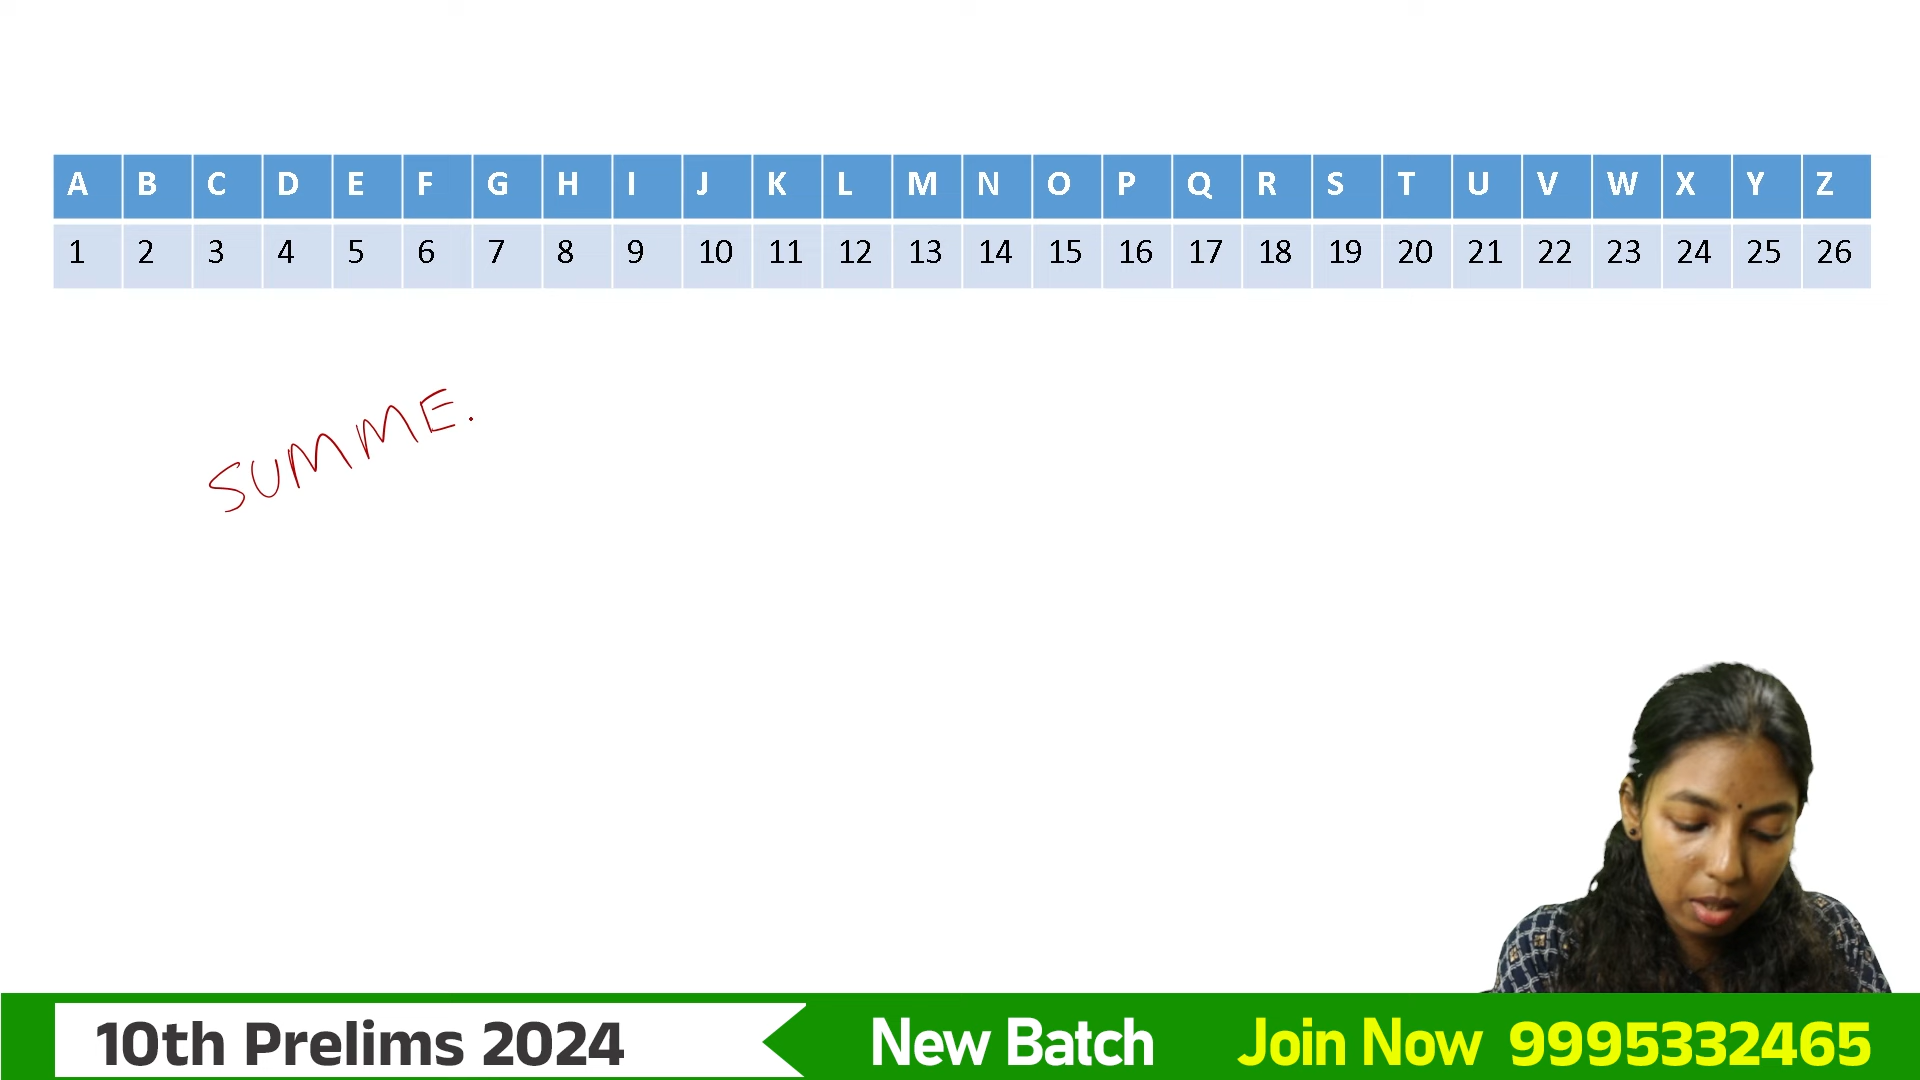 A B C D E F G H I J K L M N O P Q R S T U V W X Y Z
1 2 3 4 5 6 7 8 9 10 11 12 13 14 15 16 17 18 19 20 21 22 23 24 25 26
SUMME.
10th Prelims 2024 New Batch Join Now 9995332465